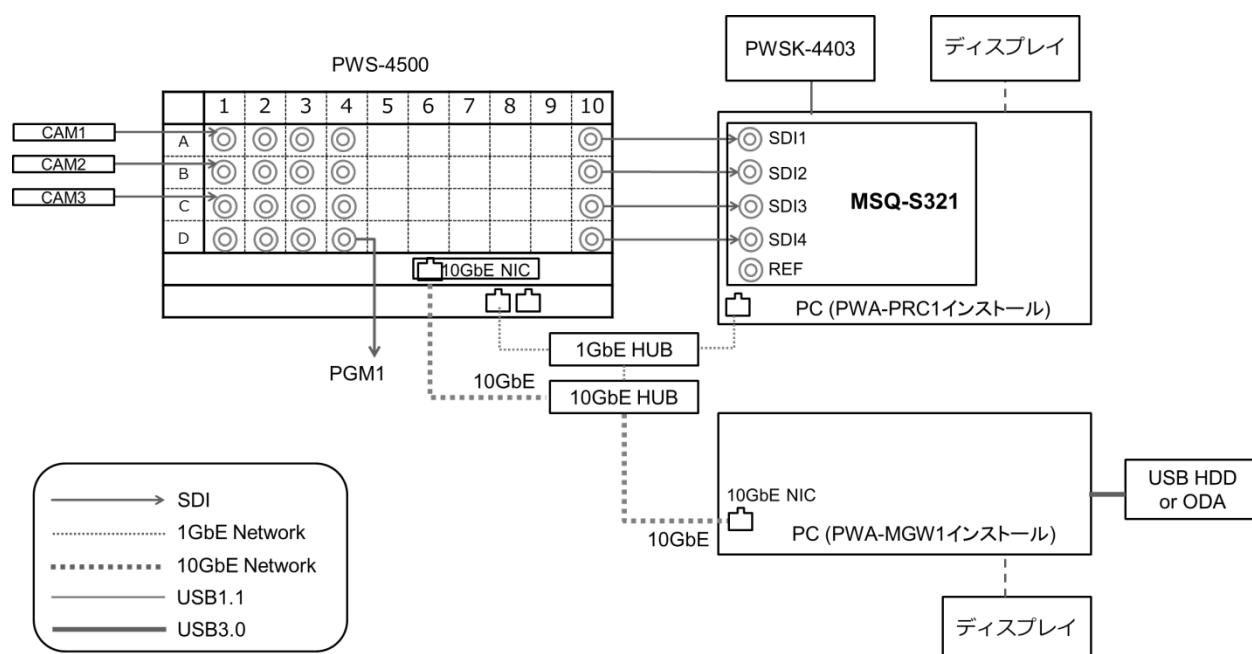 PWS-4500
1 2 3 4 5 6 7 8 9 10
A
B
C
D
CAM1
CAM2
CAM3
10GbE NIC
PGM1
PWSK-4403
ディスプレイ
SDI1
SDI2
SDI3
SDI4
REF
MSQ-S321
PC (PWA-PRC1インストール)
1GbE HUB
10GbE
10GbE HUB
10GbE NIC
10GbE
PC (PWA-MGW1インストール)
USB HDD
or ODA
ディスプレイ
SDI
1GbE Network
10GbE Network
USB1.1
USB3.0